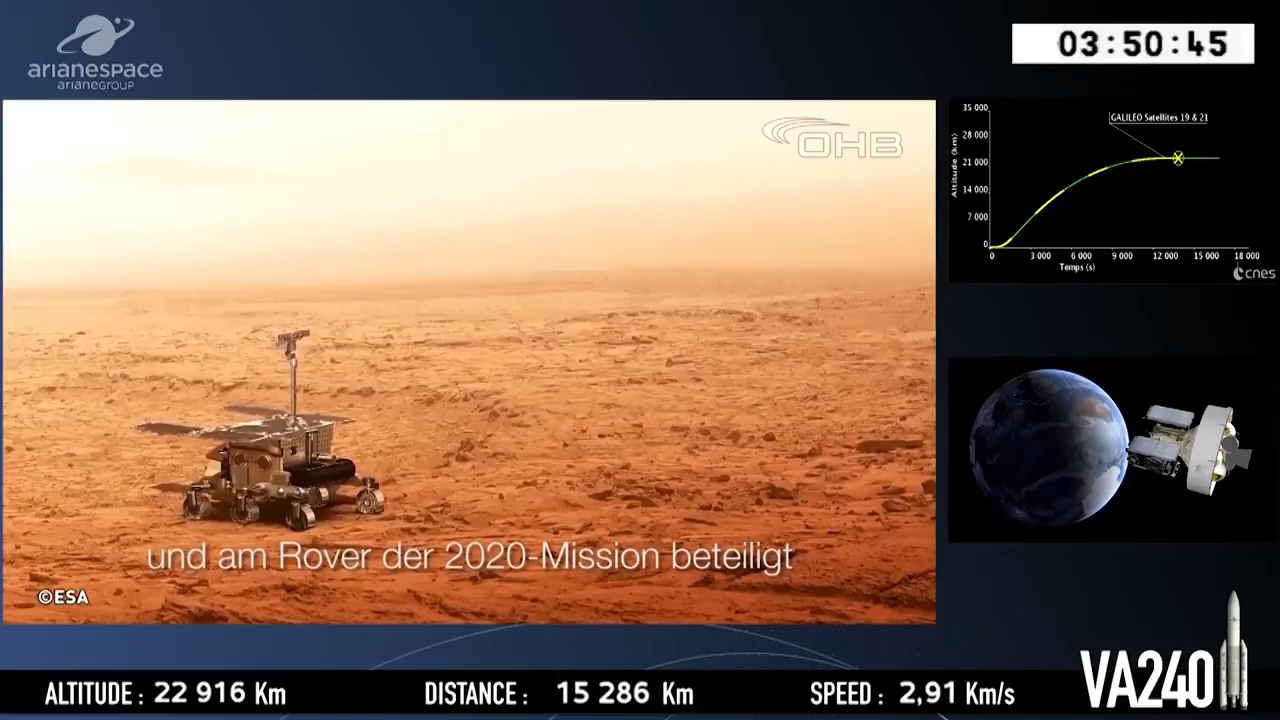 arianespace
arianeGROUP
03:50:45
OHB
GALILEO Satellites 19 & 21
Altitude (km)
35 000
28 000
21 000
14 000
7 000
0
0 3 000 6 000 9 000 12 000 15 000 18 000
Temps (s)
cnes
und am Rover der 2020-Mission beteiligt
©ESA
VA240
ALTITUDE : 22 916 Km DISTANCE : 15 286 Km SPEED : 2,91 Km/s